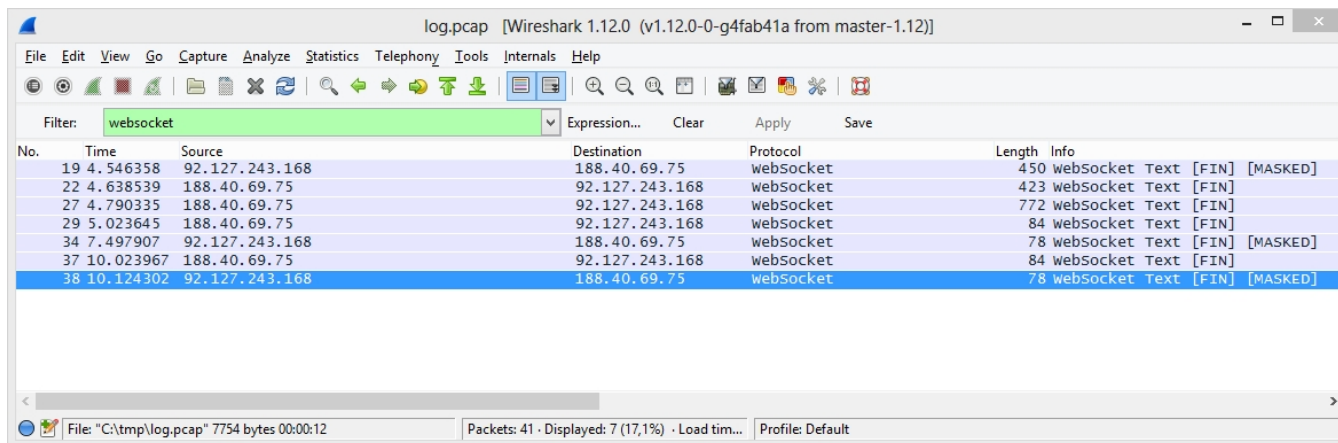 log.pcap [Wireshark 1.12.0 (v1.12.0-0-g4fab41a from master-1.12)]
File Edit View Go Capture Analyze Statistics Telephony Tools Internals Help
Filter: websocket Expression... Clear Apply Save
No. Time Source Destination Protocol Length Info
19 4.546358 92.127.243.168 188.40.69.75 WebSocket 450 WebSocket Text [FIN] [MASKED]
22 4.638539 188.40.69.75 92.127.243.168 WebSocket 423 WebSocket Text [FIN]
27 4.790335 188.40.69.75 92.127.243.168 WebSocket 772 WebSocket Text [FIN]
29 5.023645 188.40.69.75 92.127.243.168 WebSocket 84 WebSocket Text [FIN]
34 7.497907 92.127.243.168 188.40.69.75 WebSocket 78 WebSocket Text [FIN] [MASKED]
37 10.023967 188.40.69.75 92.127.243.168 WebSocket 84 WebSocket Text [FIN]
38 10.124302 92.127.243.168 188.40.69.75 WebSocket 78 WebSocket Text [FIN] [MASKED]
File: "C:\tmp\log.pcap" 7754 bytes 00:00:12 Packets: 41 · Displayed: 7 (17,1%) · Load tim... Profile: Default